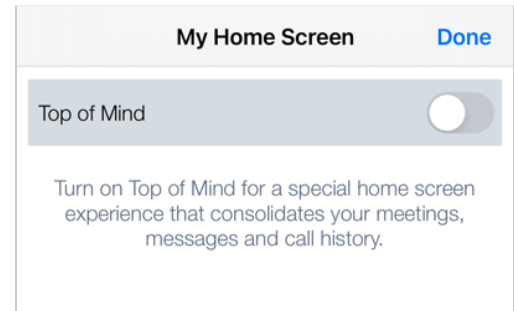 My Home Screen Done
Top of Mind
Turn on Top of Mind for a special home screen
experience that consolidates your meetings,
messages and call history.